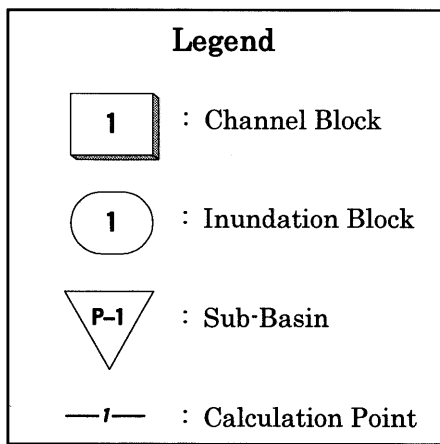 Legend
1 : Channel Block
1 : Inundation Block
P-1 : Sub-Basin
1 : Calculation Point